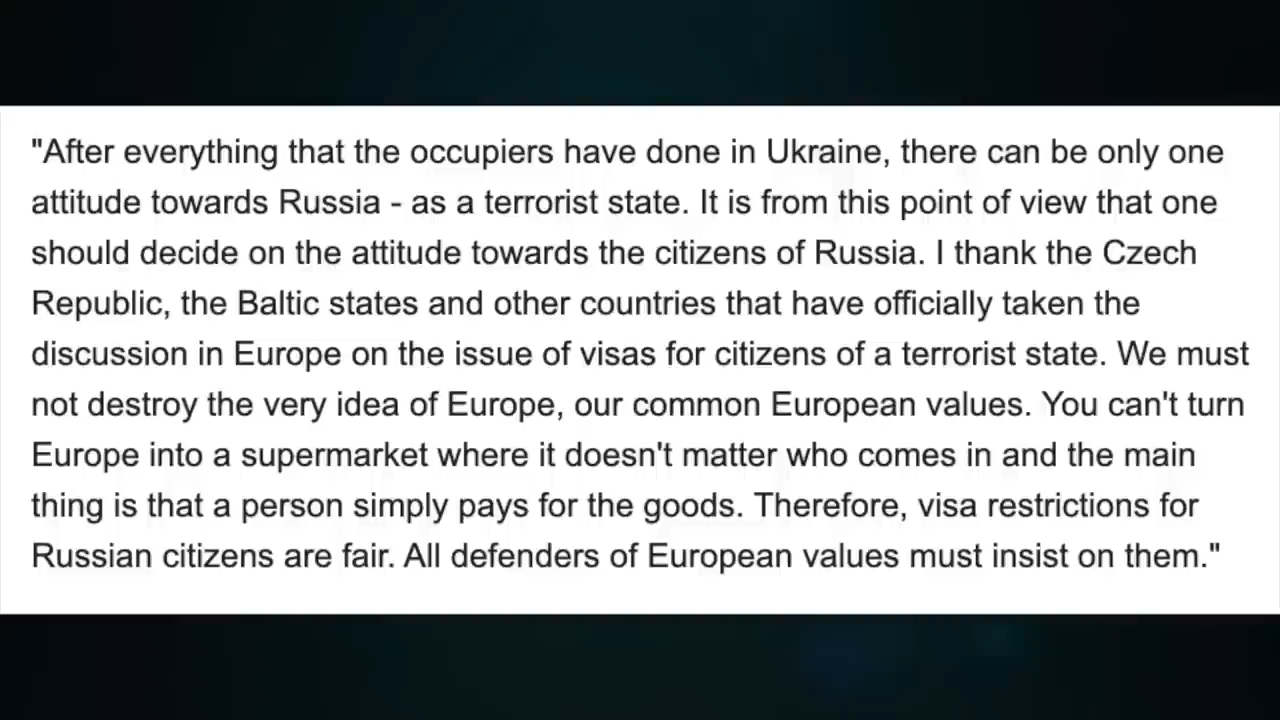 "After everything that the occupiers have done in Ukraine, there can be only one
attitude towards Russia - as a terrorist state. It is from this point of view that one
should decide on the attitude towards the citizens of Russia. I thank the Czech
Republic, the Baltic states and other countries that have officially taken the
discussion in Europe on the issue of visas for citizens of a terrorist state. We must
not destroy the very idea of Europe, our common European values. You can't turn
Europe into a supermarket where it doesn't matter who comes in and the main
thing is that a person simply pays for the goods. Therefore, visa restrictions for
Russian citizens are fair. All defenders of European values must insist on them."